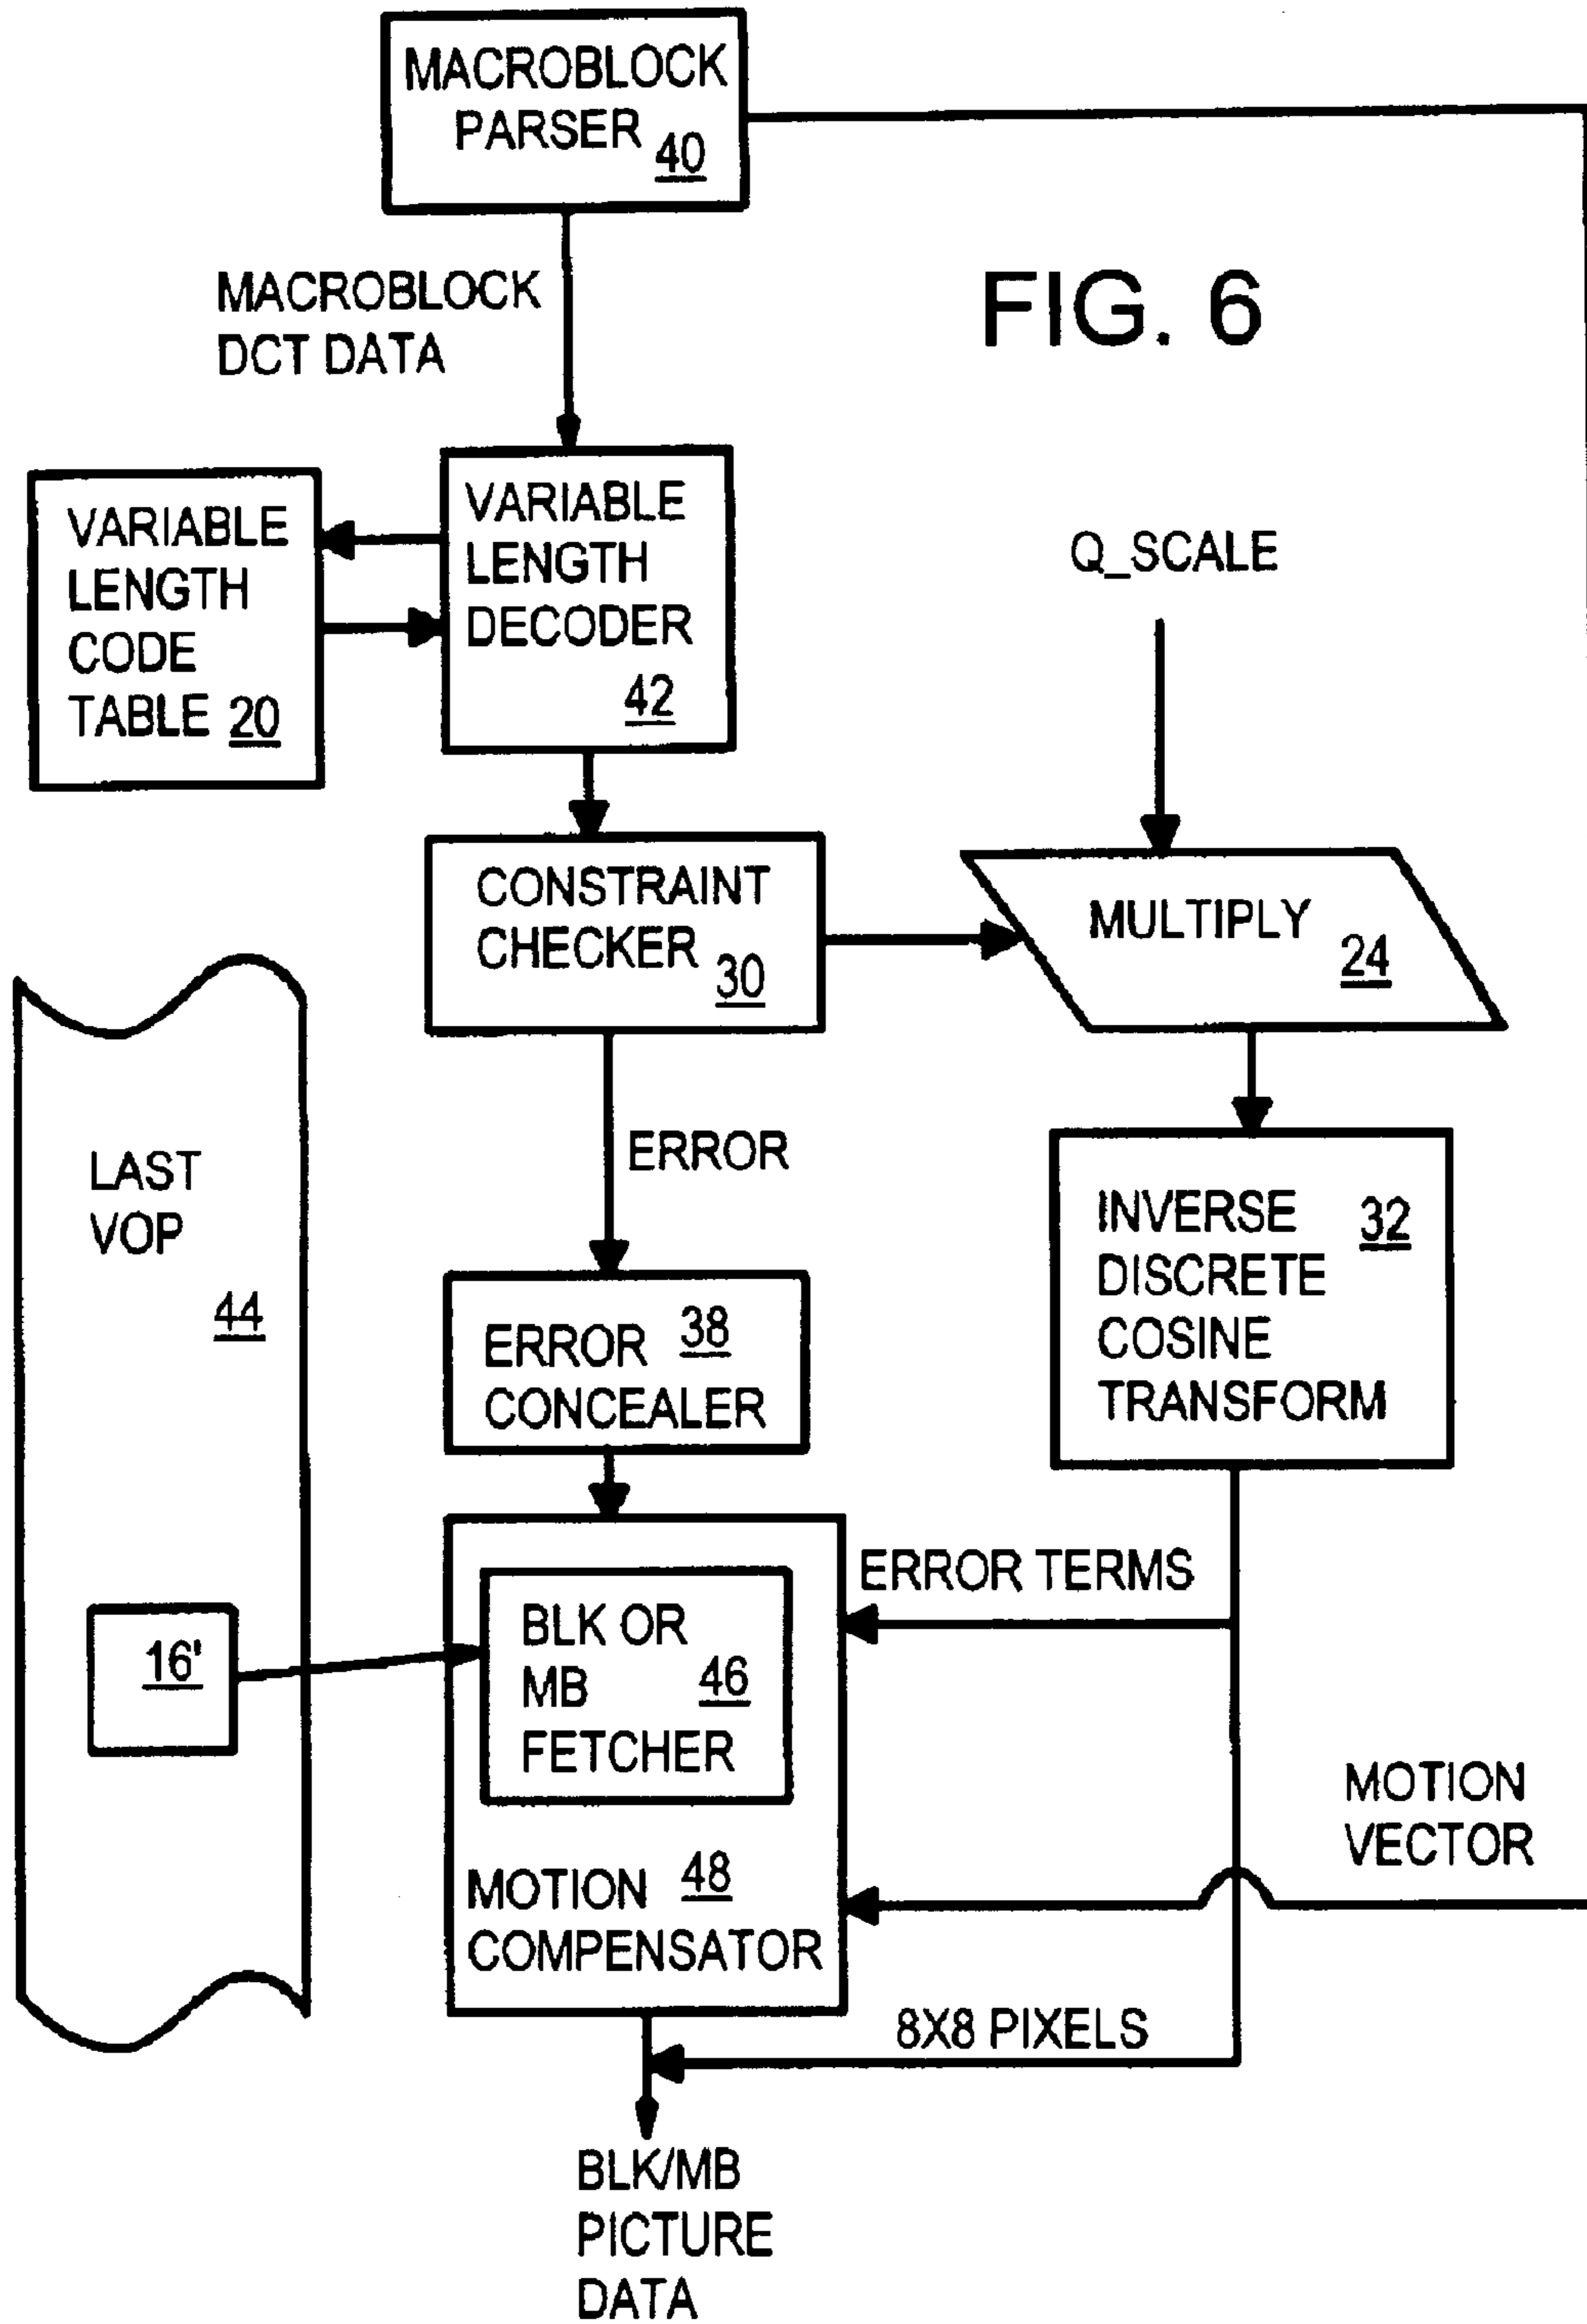 MACROBLOCK
PARSER 40
MACROBLOCK
DCT DATA
FIG. 6
VARIABLE
LENGTH
CODE
TABLE 20
VARIABLE
LENGTH
DECODER
42
Q_SCALE
CONSTRAINT
CHECKER 30
MULTIPLY
24
LAST
VOP
44
ERROR
INVERSE 32
DISCRETE
COSINE
TRANSFORM
ERROR 38
CONCEALER
ERROR TERMS
16'
BLK OR
MB 46
FETCHER
MOTION
VECTOR
MOTION 48
COMPENSATOR
8X8 PIXELS
BLK/MB
PICTURE
DATA